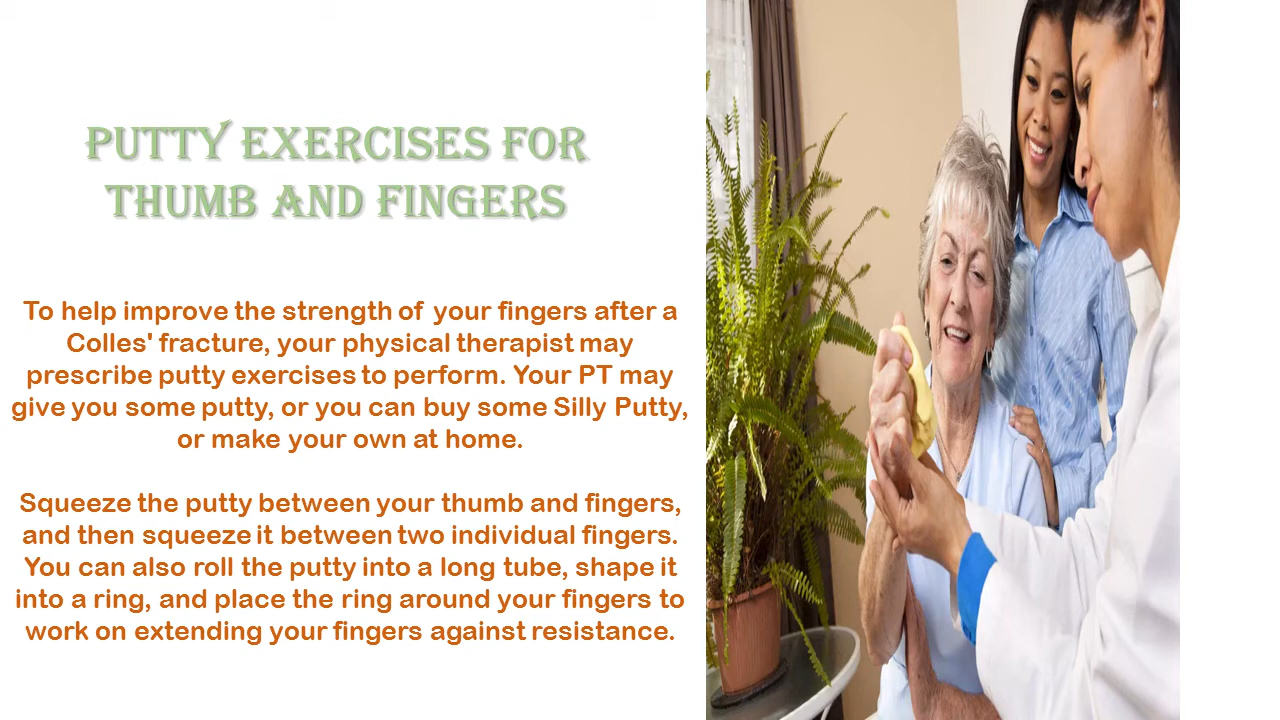 PUTTY EXERCISES FOR
THUMB AND FINGERS
To help improve the strength of your fingers after a
Colles' fracture, your physical therapist may
prescribe putty exercises to perform. Your PT may
give you some putty, or you can buy some Silly Putty,
or make your own at home.
Squeeze the putty between your thumb and fingers,
and then squeeze it between two individual fingers.
You can also roll the putty into a long tube, shape it
into a ring, and place the ring around your fingers to
work on extending your fingers against resistance.